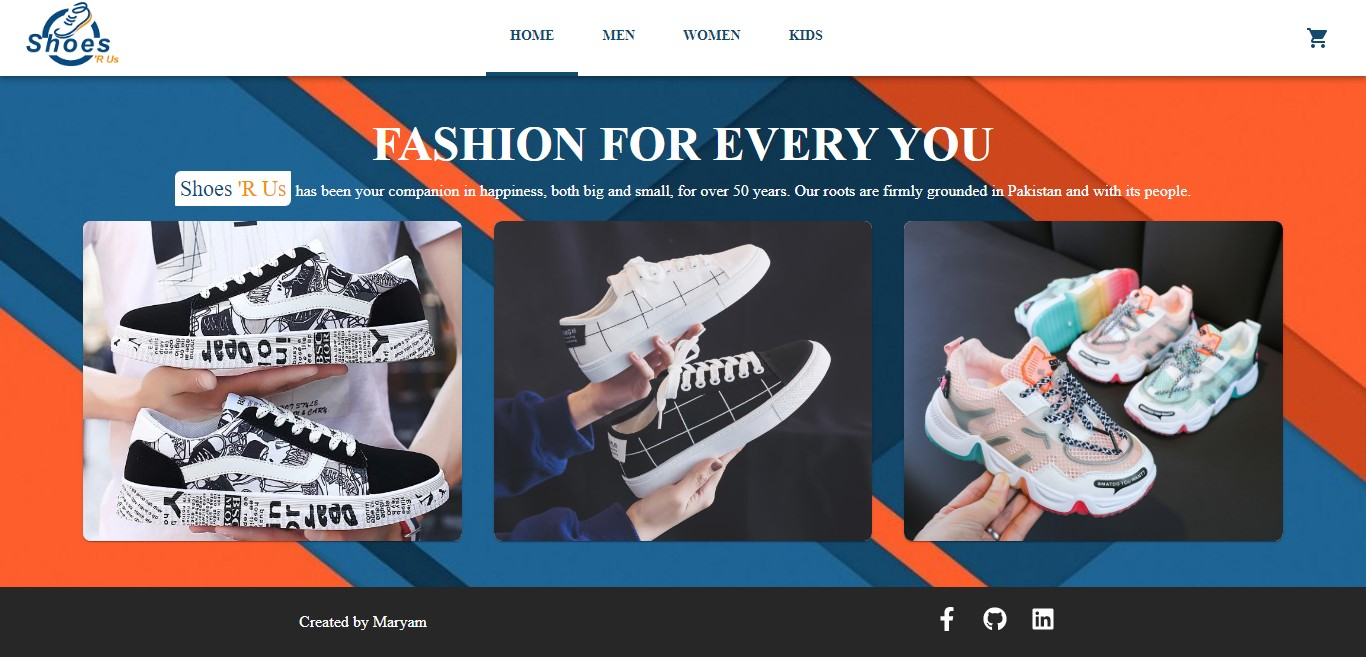 Shoes
'R Us
HOME MEN WOMEN KIDS
FASHION FOR EVERY YOU
Shoes 'R Us has been your companion in happiness, both big and small, for over 50 years. Our roots are firmly grounded in Pakistan and with its people.
Created by Maryam